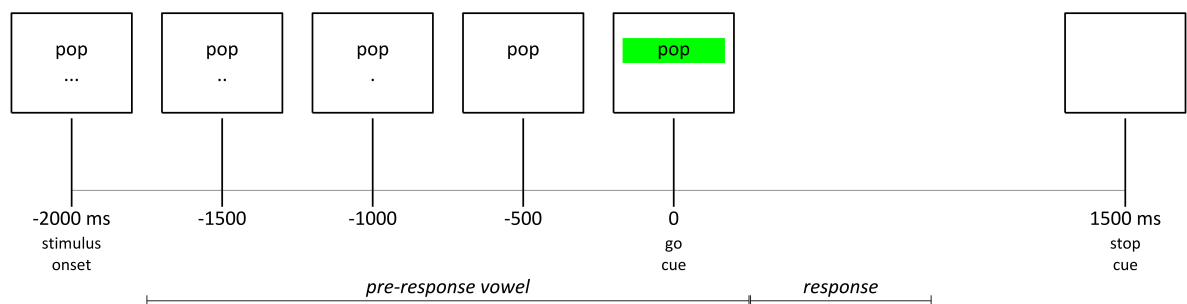 pop pop pop pop pop
... .. .
-2000 ms -1500 -1000 -500 0 1500 ms
stimulus go stop
onset cue cue
pre-response vowel response